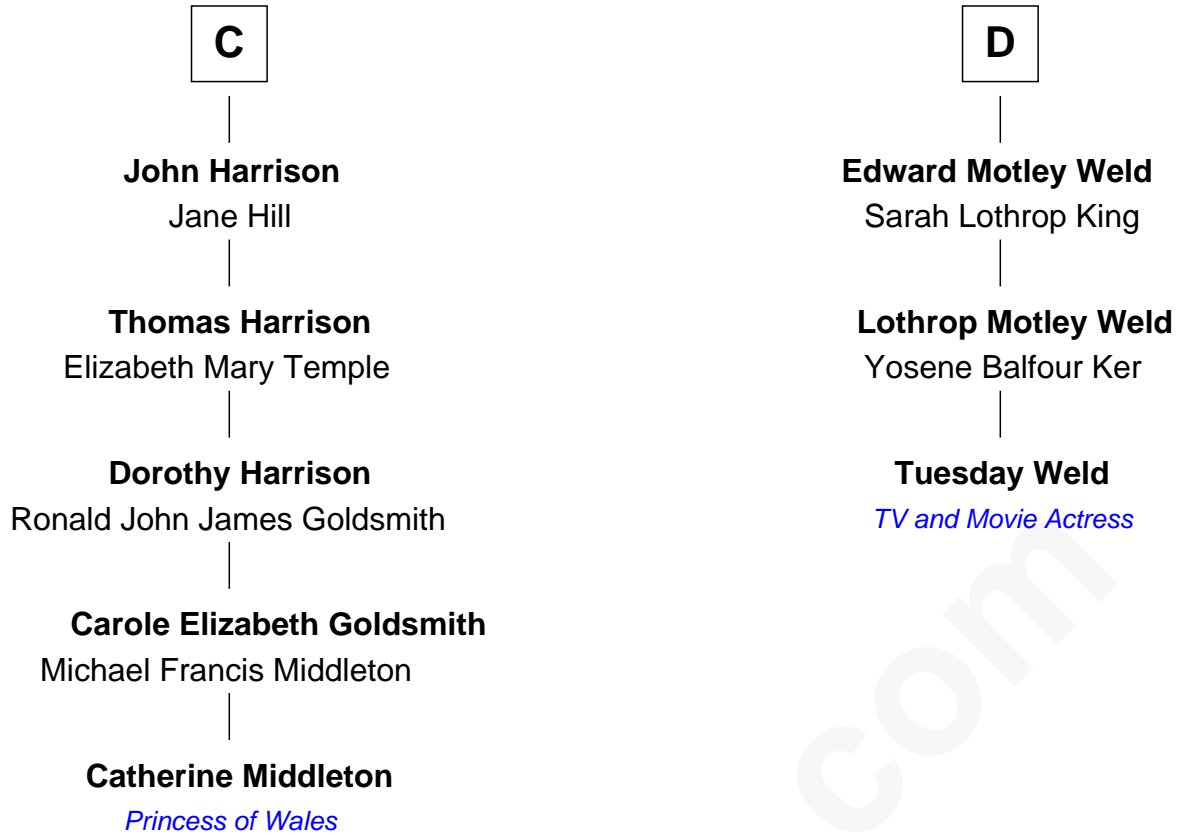 C
John Harrison
Jane Hill
Thomas Harrison
Elizabeth Mary Temple
Dorothy Harrison
Ronald John James Goldsmith
Carole Elizabeth Goldsmith
Michael Francis Middleton
Catherine Middleton
Princess of Wales
D
Edward Motley Weld
Sarah Lothrop King
Lothrop Motley Weld
Yosene Balfour Ker
Tuesday Weld
TV and Movie Actress
com